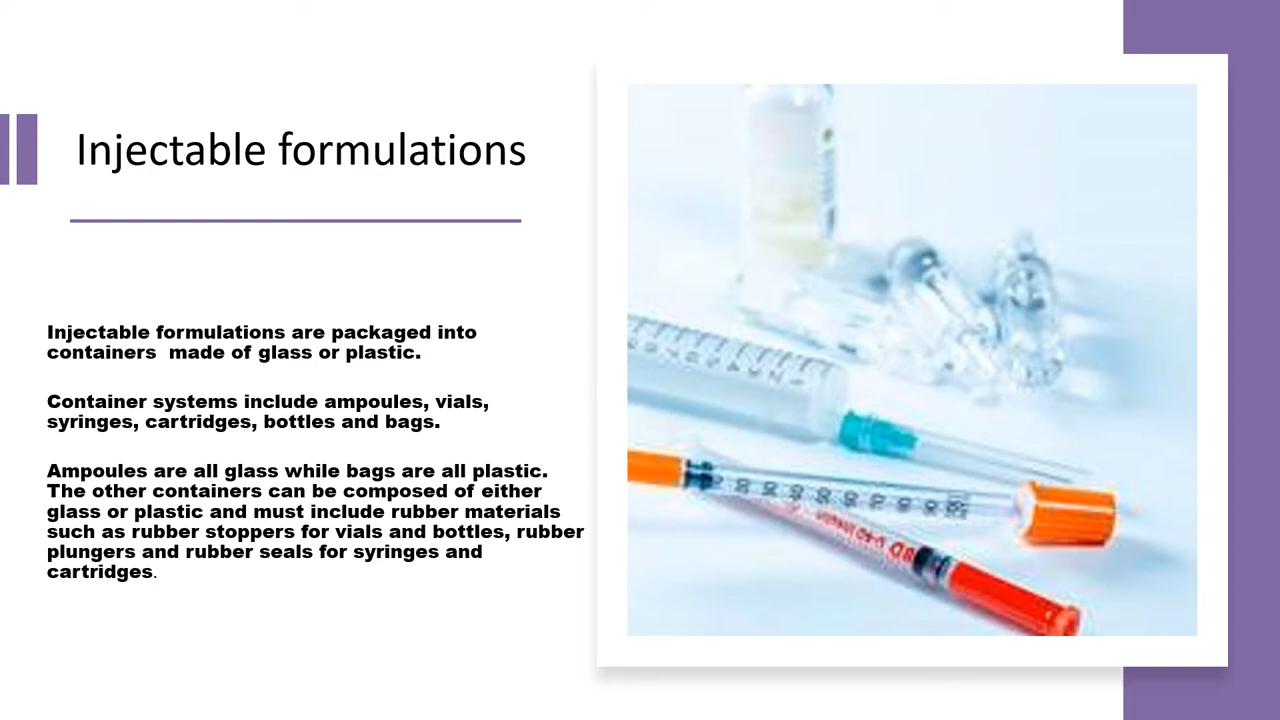 Injectable formulations
Injectable formulations are packaged into
containers  made of glass or plastic.
Container systems include ampoules, vials,
syringes, cartridges, bottles and bags.
Ampoules are all glass while bags are all plastic.
The other containers can be composed of either
glass or plastic and must include rubber materials
such as rubber stoppers for vials and bottles, rubber
plungers and rubber seals for syringes and
cartridges.